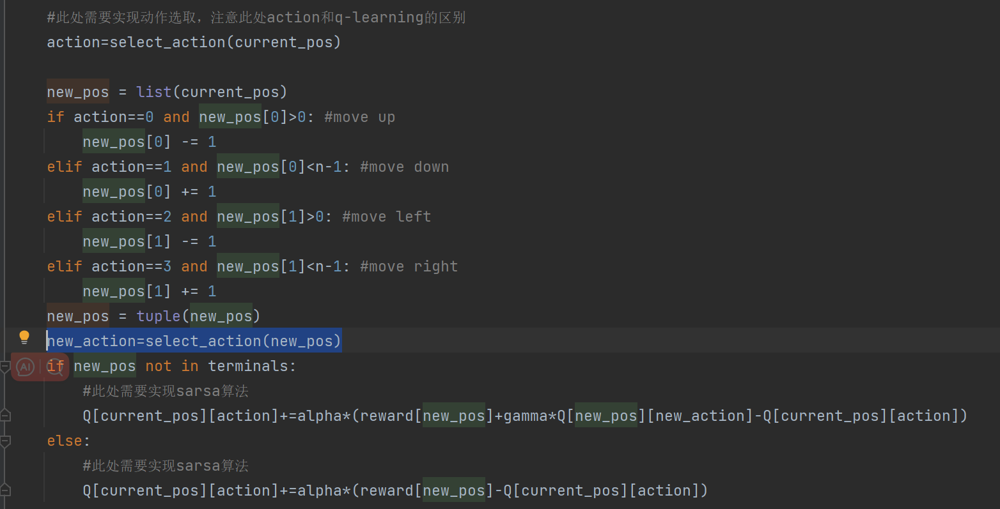 #此处需要实现动作选取，注意此处action和q-learning的区别
action=select_action(current_pos)
new_pos = list(current_pos)
if action==0 and new_pos[0]>0: #move up
new_pos[0] -= 1
elif action==1 and new_pos[0]<n-1: #move down
new_pos[0] += 1
elif action==2 and new_pos[1]>0: #move left
new_pos[1] -= 1
elif action==3 and new_pos[1]<n-1: #move right
new_pos[1] += 1
new_pos = tuple(new_pos)
new_action=select_action(new_pos)
AI
if new_pos not in terminals:
#此处需要实现sarsa算法
Q[current_pos][action]+=alpha*(reward[new_pos]+gamma*Q[new_pos][new_action]-Q[current_pos][action])
else:
#此处需要实现sarsa算法
Q[current_pos][action]+=alpha*(reward[new_pos]-Q[current_pos][action])